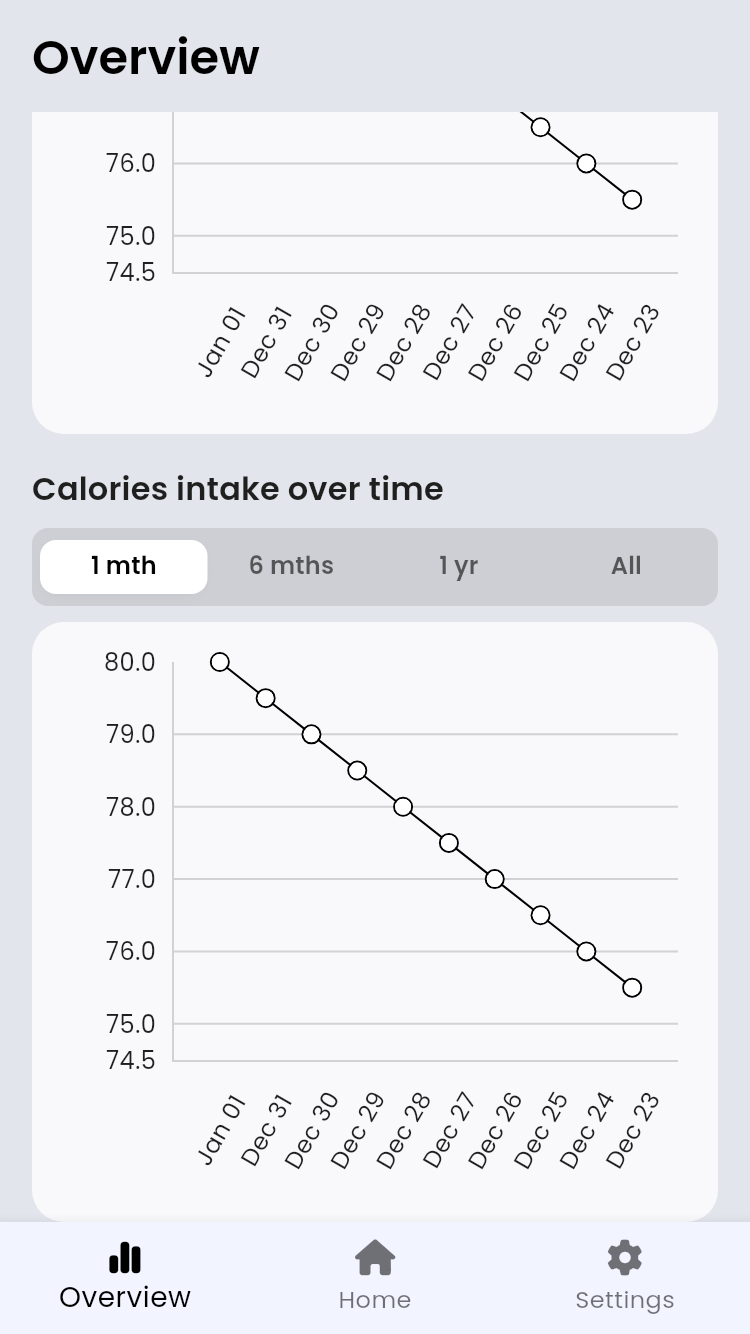 Overview
76.0
75.0
74.5
Jan 01 Dec 31 Dec 30 Dec 29 Dec 28 Dec 27 Dec 26 Dec 25 Dec 24 Dec 23
Calories intake over time
1 mth 6 mths 1 yr All
80.0
79.0
78.0
77.0
76.0
75.0
74.5
Jan 01 Dec 31 Dec 30 Dec 29 Dec 28 Dec 27 Dec 26 Dec 25 Dec 24 Dec 23
Overview Home Settings